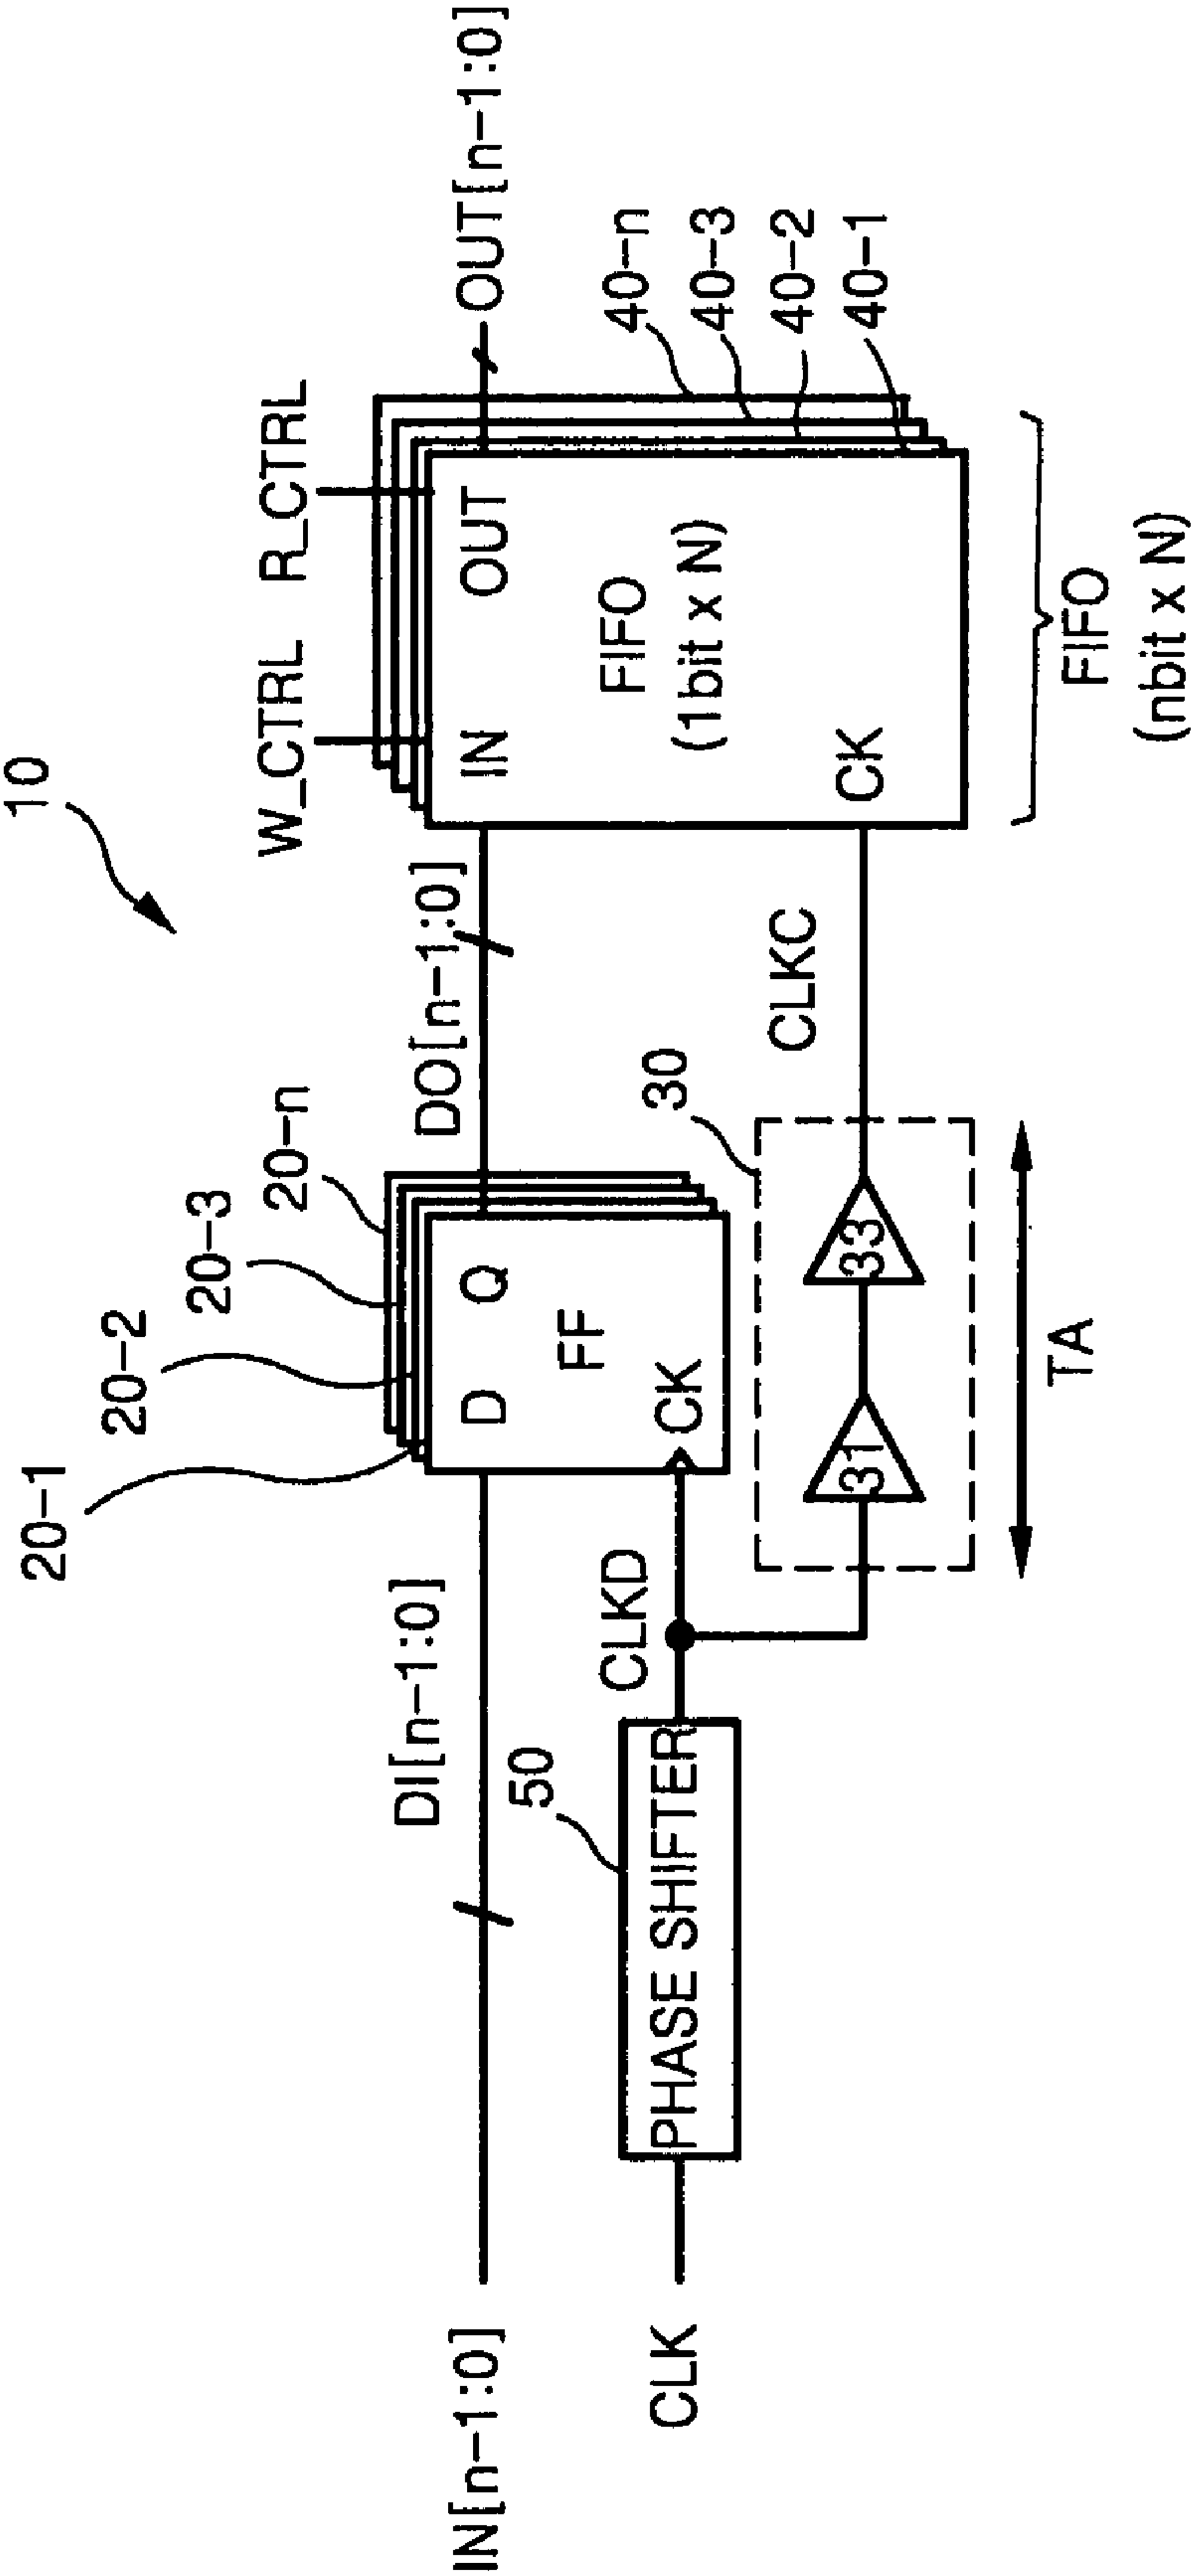 10
W_CTRL
R_CTRL
20-1
20-2
20-3
20-n
IN[n-1:0]
DI[n-1:0]
D
Q
DO[n-1:0]
IN
OUT
OUT[n-1:0]
FF
FIFO
(1bit x N)
40-n
40-3
40-2
40-1
CLK
50
PHASE SHIFTER
CLKD
CK
30
31
33
CLKC
CK
TA
FIFO
(nbit x N)